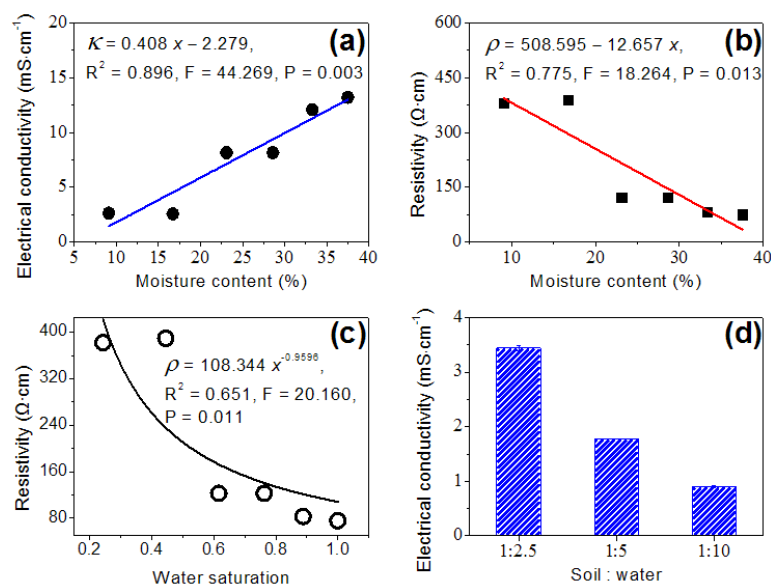 (a)
κ = 0.408 x – 2.279,
R² = 0.896, F = 44.269, P = 0.003
Electrical conductivity (mS·cm⁻¹)
20
15
10
5
0
5 10 15 20 25 30 35 40
Moisture content (%)
(b)
ρ = 508.595 – 12.657 x,
R² = 0.775, F = 18.264, P = 0.013
Resistivity (Ω·cm)
600
450
300
150
0
10 20 30 40
Moisture content (%)
(c)
ρ = 108.344 x⁻⁰·⁹⁵⁹⁶,
R² = 0.651, F = 20.160,
P = 0.011
Resistivity (Ω·cm)
400
320
240
160
80
0.2 0.4 0.6 0.8 1.0
Water saturation
(d)
Electrical conductivity (mS·cm⁻¹)
4
3
2
1
0
1:2.5 1:5 1:10
Soil : water